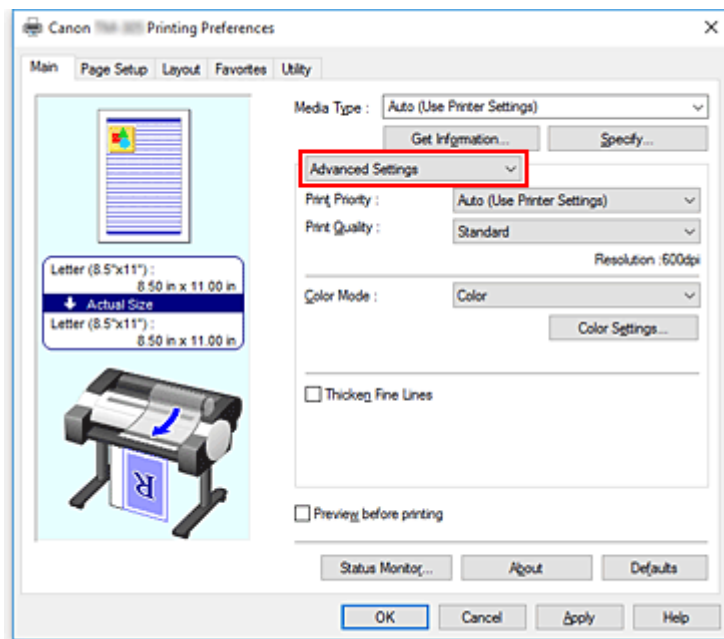 Canon Printing Preferences
Main Page Setup Layout Favorites Utility
Media Type : Auto (Use Printer Settings)
Get Information... Specify...
Advanced Settings
Print Priority : Auto (Use Printer Settings)
Print Quality : Standard
Resolution :600dpi
Color Mode : Color
Color Settings...
Thicken Fine Lines
Letter (8.5"x11") :
8.50 in x 11.00 in
Actual Size
Letter (8.5"x11") :
8.50 in x 11.00 in
R
Preview before printing
Status Monitor... About Defaults
OK Cancel Apply Help